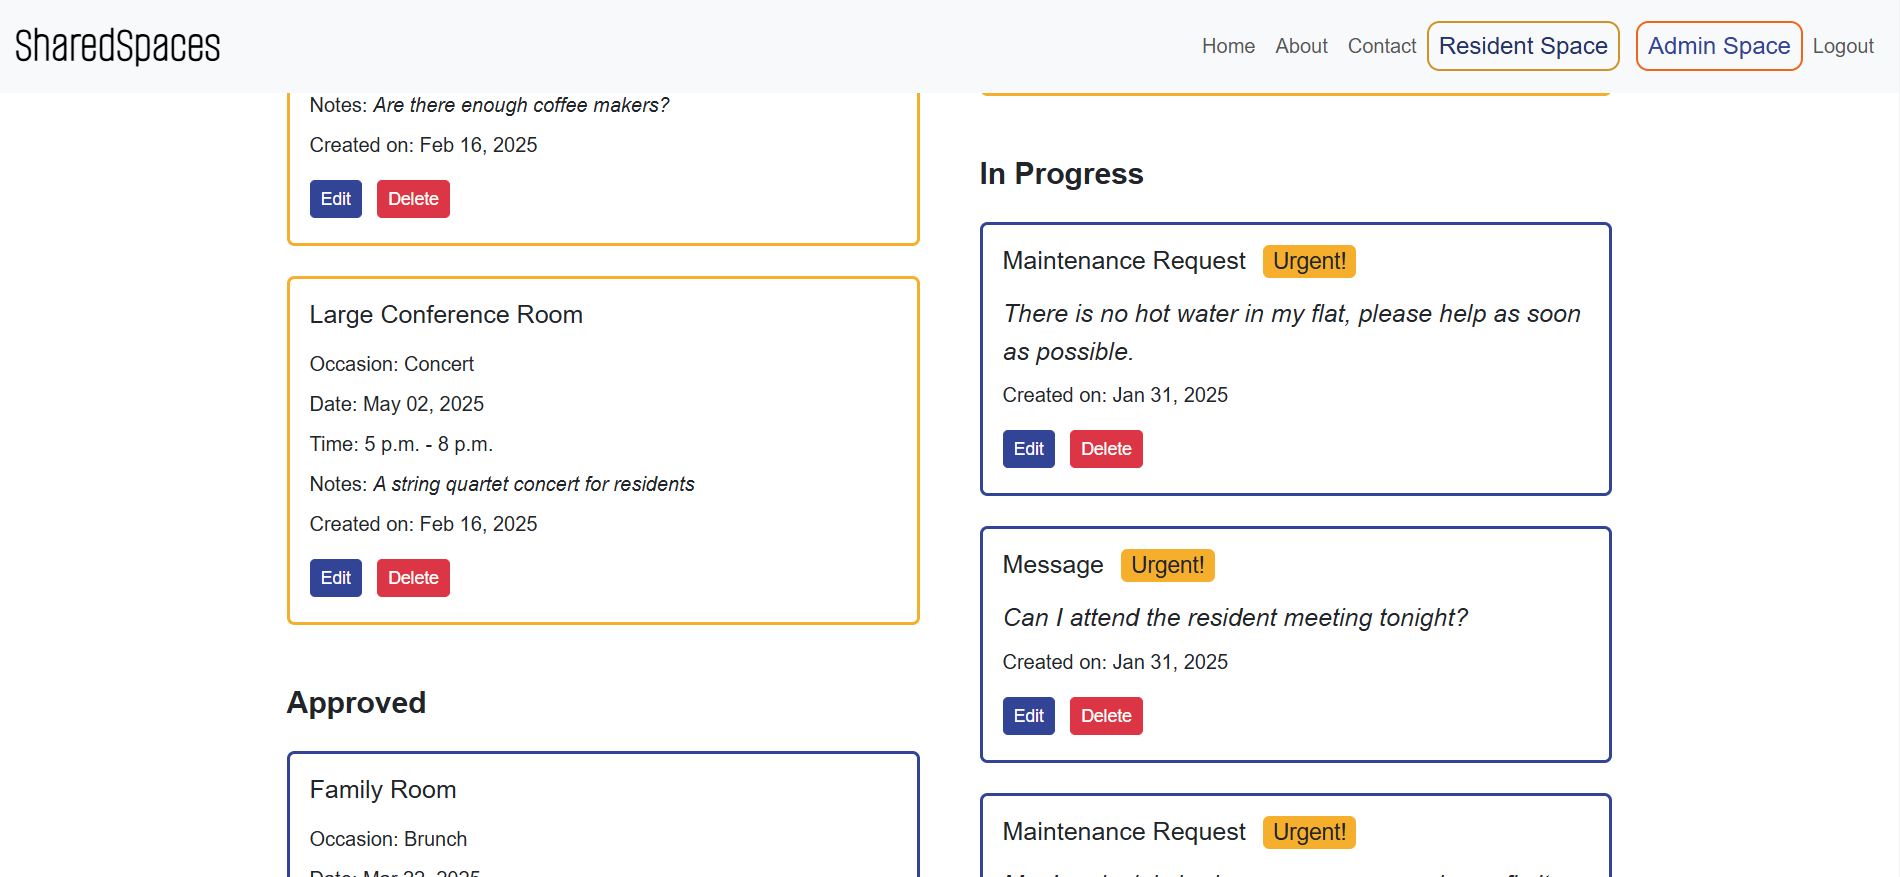 SharedSpaces
Home About Contact Resident Space Admin Space Logout
Notes: Are there enough coffee makers?
Created on: Feb 16, 2025
Edit Delete
Large Conference Room
Occasion: Concert
Date: May 02, 2025
Time: 5 p.m. - 8 p.m.
Notes: A string quartet concert for residents
Created on: Feb 16, 2025
Edit Delete
Approved
Family Room
Occasion: Brunch
Date: Mar 22, 2025
In Progress
Maintenance Request Urgent!
There is no hot water in my flat, please help as soon
as possible.
Created on: Jan 31, 2025
Edit Delete
Message Urgent!
Can I attend the resident meeting tonight?
Created on: Jan 31, 2025
Edit Delete
Maintenance Request Urgent!